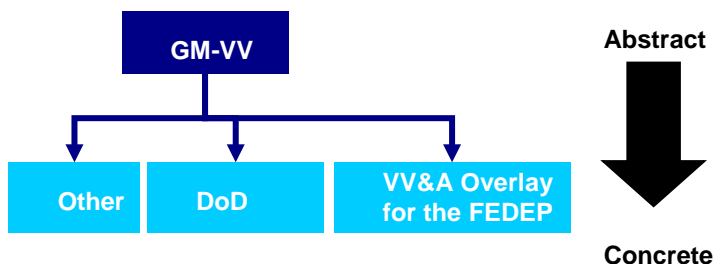 GM-VV
Abstract
Other
DoD
VV&A Overlay
for the FEDEP
Concrete